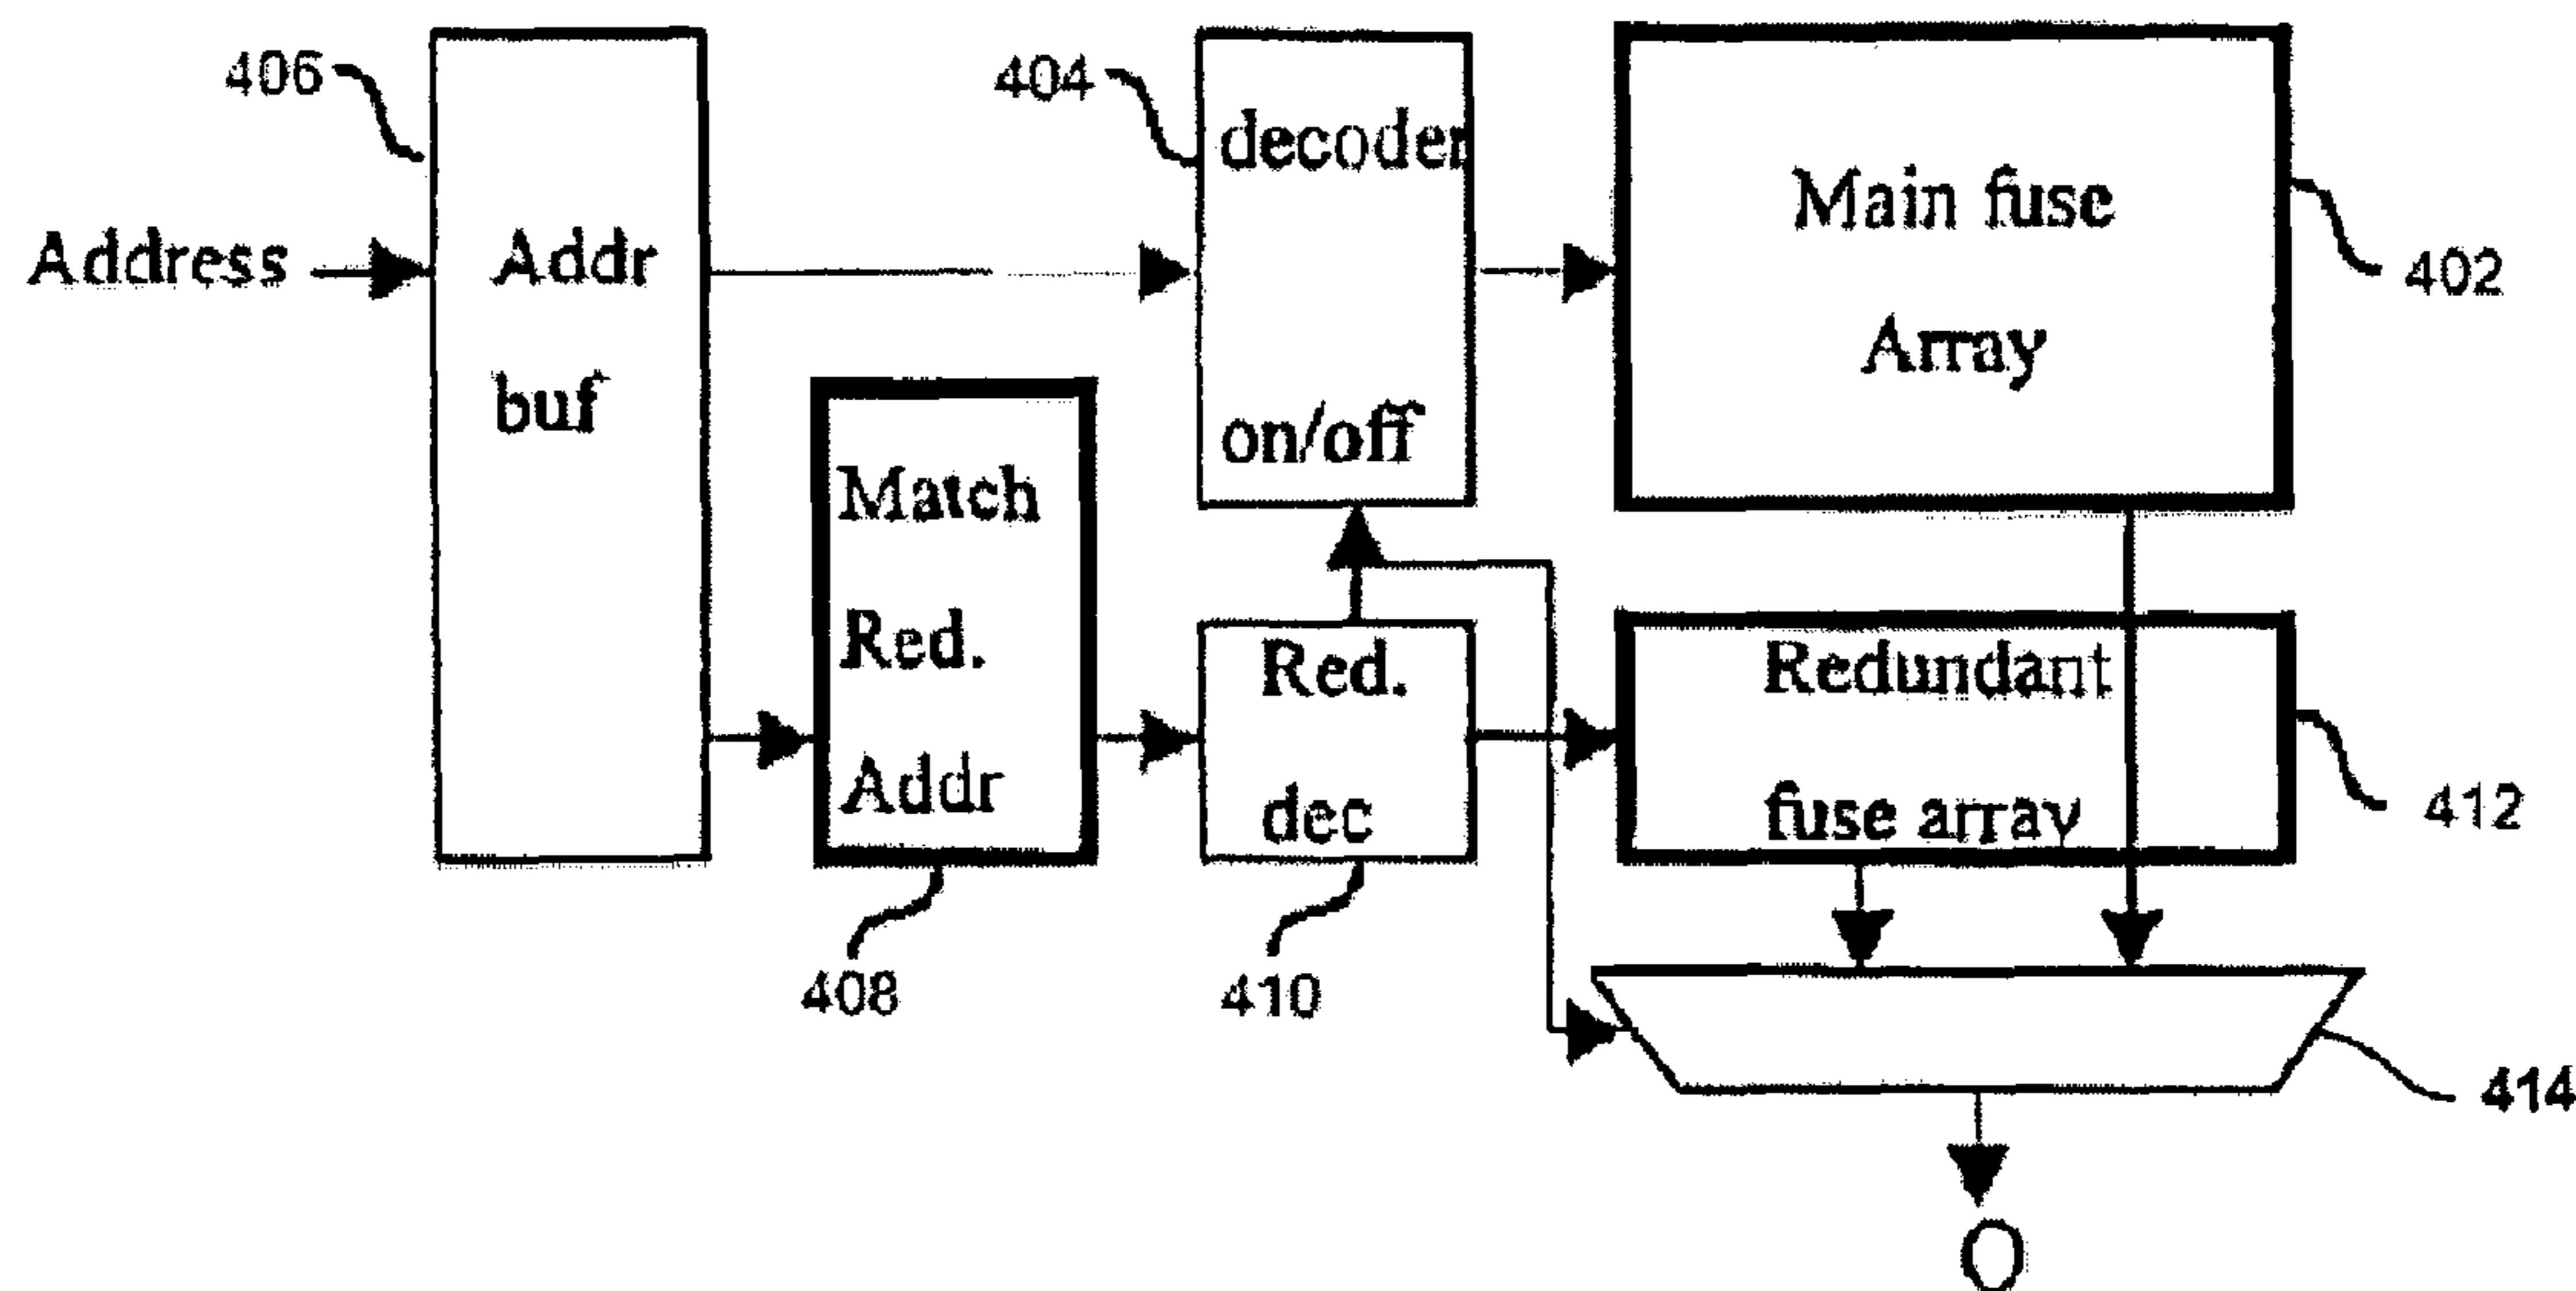 406
404
decoder
Main fuse
Array
402
Address
Addr
buf
on/off
Match
Red.
Addr
Red.
dec
Redundant
fuse array
412
408
410
414
O